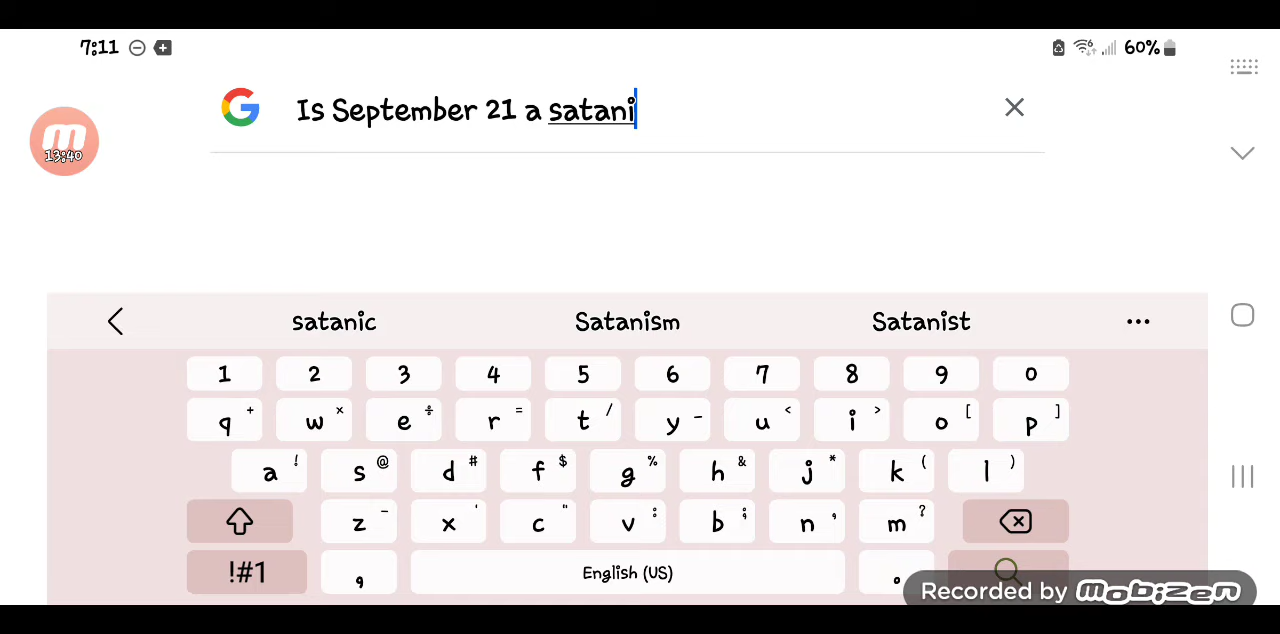 7:11 60%
Is September 21 a satani
13:40
satanic Satanism Satanist ...
1 2 3 4 5 6 7 8 9 0
q + w × e ÷ r = t / y - u < i > o [ p ]
a ! s @ d # f $ g % h & j * k ( l )
z - x ' c " v : b ; n , m ?
!#1 , English (US) .
Recorded by mobizen